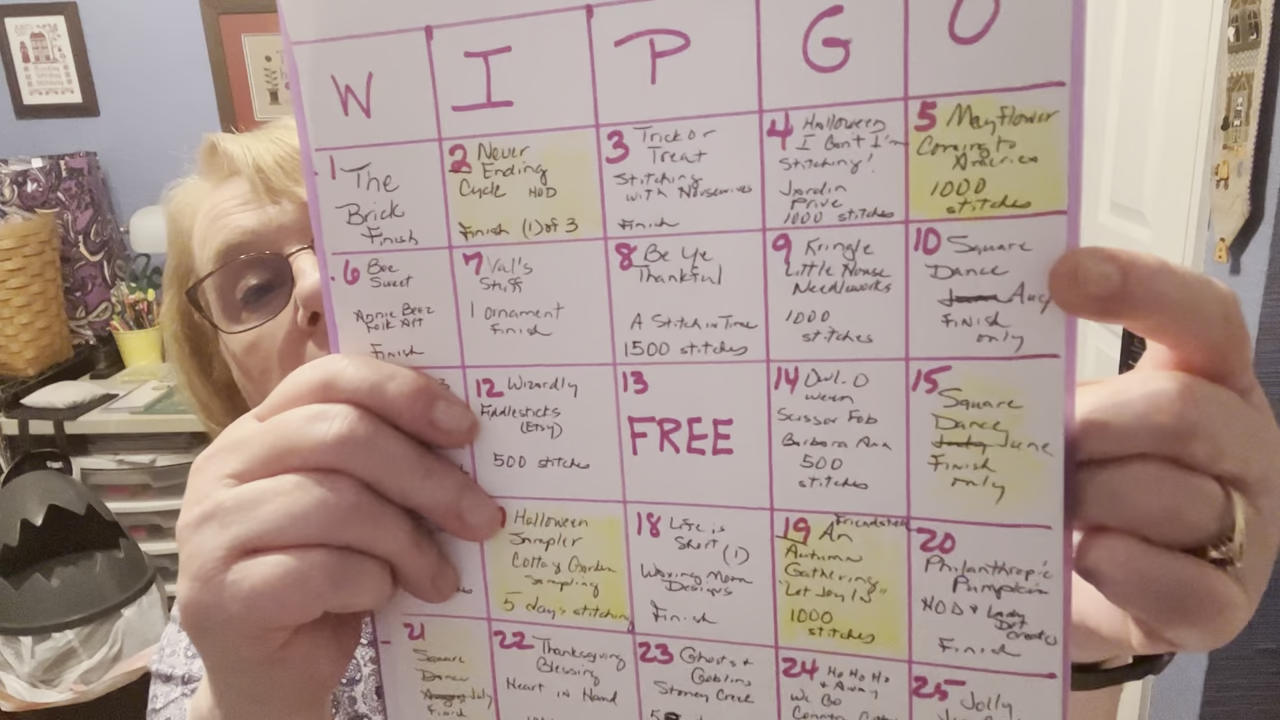 W I P G O
1 The
Brick
Finish
2 Never
Ending
Cycle HOD
Finish (1) of 3
3 Trick or
Treat
Stitching
with
Finish
4 Halloween
I Can't I'm
Stitching!
Jardin
Prive
1000 stitches
5 Mayflower
Coming to
America
1000
stitches
6 Bee
Sweet
Annie Beez
Folk Art
Finish
7 Val's
Stuff
1 ornament
Finish
8 Be Ye
Thankful
A Stitch in Time
1500 stitches
9 Kringle
Little House
Needleworks
1000
stitches
10 Square
Dance
Aug
Finish
only
12 Wizardly
Fiddlesticks
(Etsy)
500 stitches
13
FREE
14 Owl-O
ween
Scissor Fob
Barbara Ana
500
stitches
15
Square
Dance
July June
Finish
only
Halloween
Sampler
Cottage Garden
Sampling
5 days stitching
18 Life is
Short (1)
Waxing Moon
Designs
Finish
19 An
Friendship
Autumn
Gathering
"Let Joy Is"
1000
stitches
20
Philanthropic
Pumpkin
HOD & Lady
Dot
Creates
Finish
21
Square
Dance
July
Finish
22 Thanksgiving
Blessing
Heart in Hand
23 Ghosts &
Goblins
Stoney Creek
24 Ho Ho Ho
& Away
We Go
25 Jolly